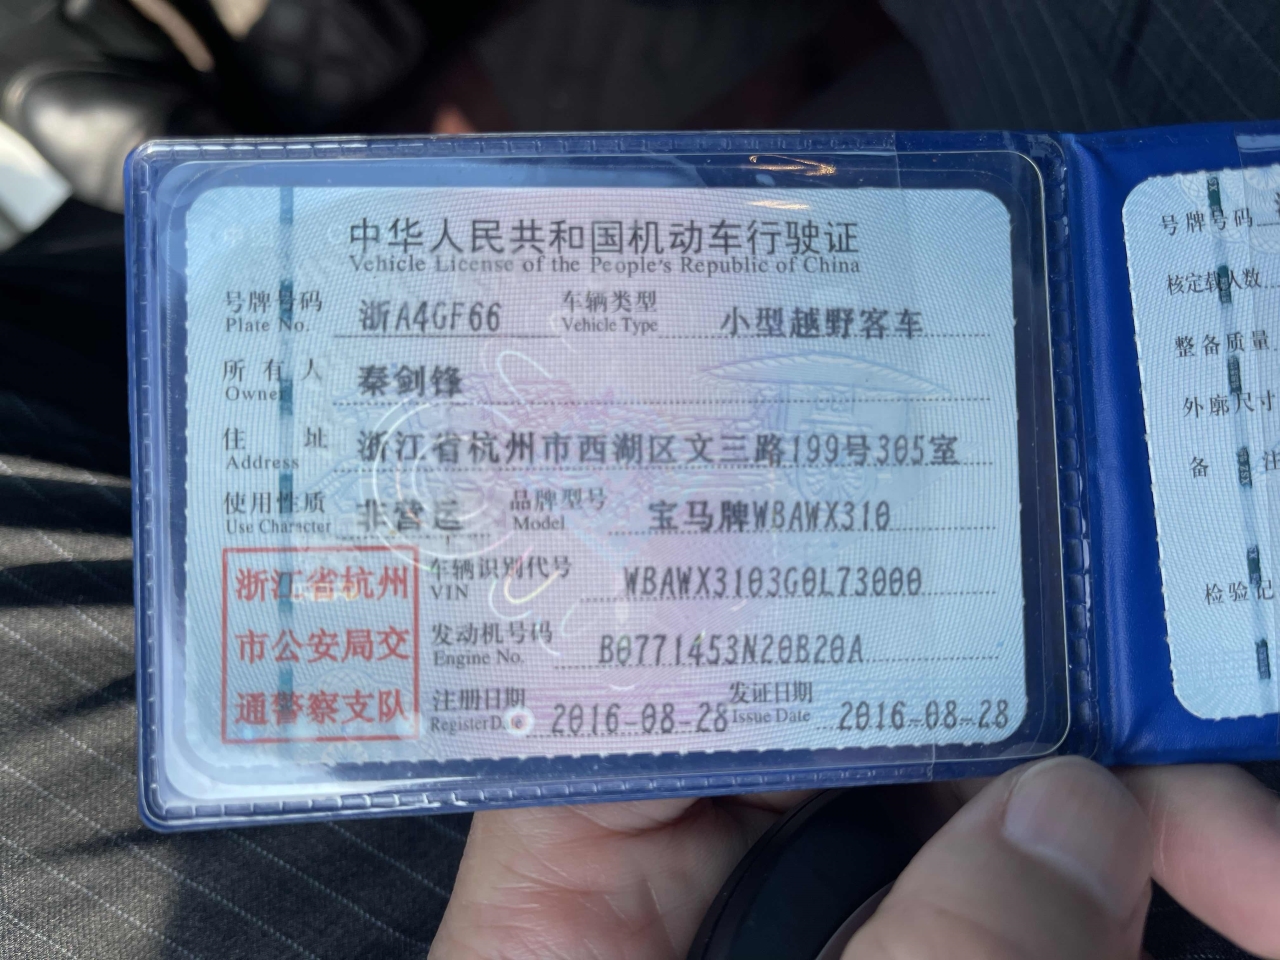 中华人民共和国机动车行驶证
Vehicle License of the People's Republic of China
号牌号码 浙A4GF66 车辆类型 小型越野客车
Plate No. Vehicle Type
所有人 秦剑锋
Owner
住址 浙江省杭州市西湖区文三路199号305室
Address
使用性质 非营运 品牌型号 宝马牌WBAWX310
Use Character Model
浙江省杭州
市公安局交
通警察支队
车辆识别代号 WBAWX3103G0L73000
VIN
发动机号码 B0771453N20B20A
Engine No.
注册日期 2016-08-28 发证日期 2016-08-28
Register Issue Date
号牌号码
核定载人数
整备质量
外廓尺寸
备注
检验记